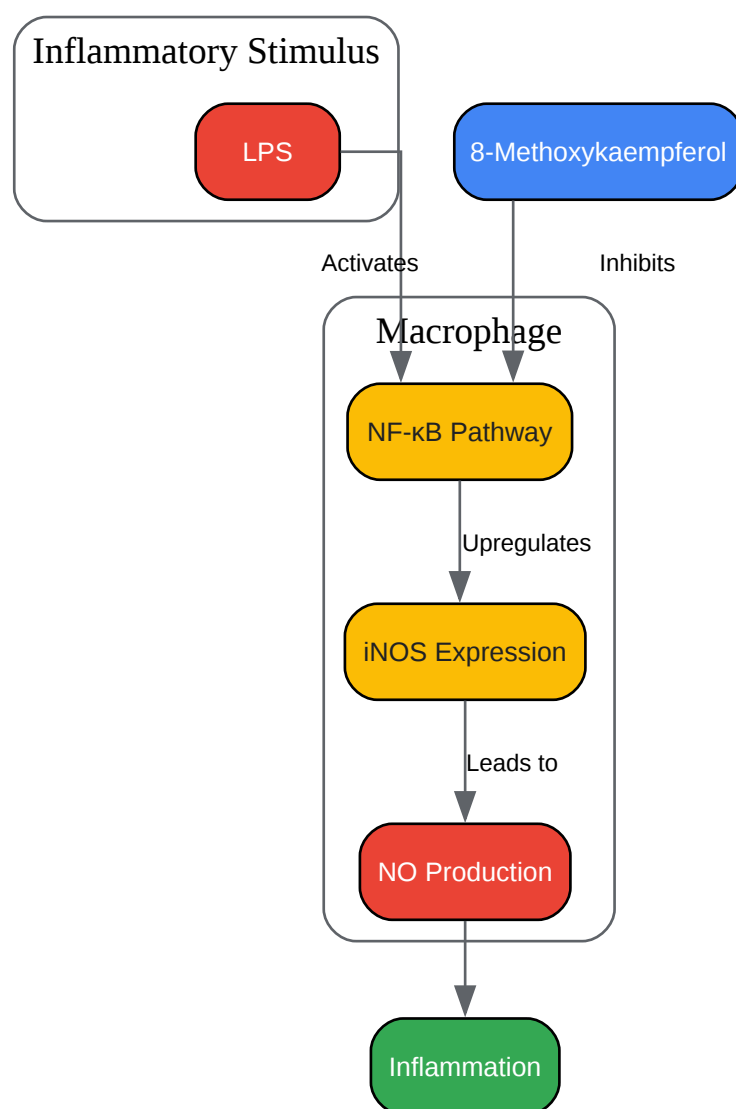 Inflammatory Stimulus
LPS
8-Methoxykaempferol
Activates
Inhibits
Macrophage
NF-κB Pathway
Upregulates
iNOS Expression
Leads to
NO Production
Inflammation